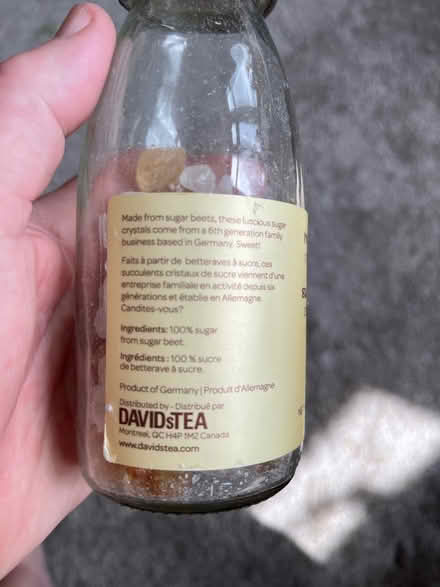 Made from sugar beets, these luscious sugar
crystals come from a 6th generation family
business based in Germany. Sweet!
Faits à partir de betteraves à sucre, ces
succulents cristaux de sucre viennent d'une
entreprise familiale en activité depuis six
générations et établie en Allemagne.
Candites-vous?
Ingredients: 100% sugar
from sugar beet.
Ingrédients : 100 % sucre
de betterave à sucre.
Product of Germany | Produit d'Allemagne
Distributed by - Distribué par
DAVIDsTEA
Montreal, QC H4P 1M2 Canada
www.davidstea.com